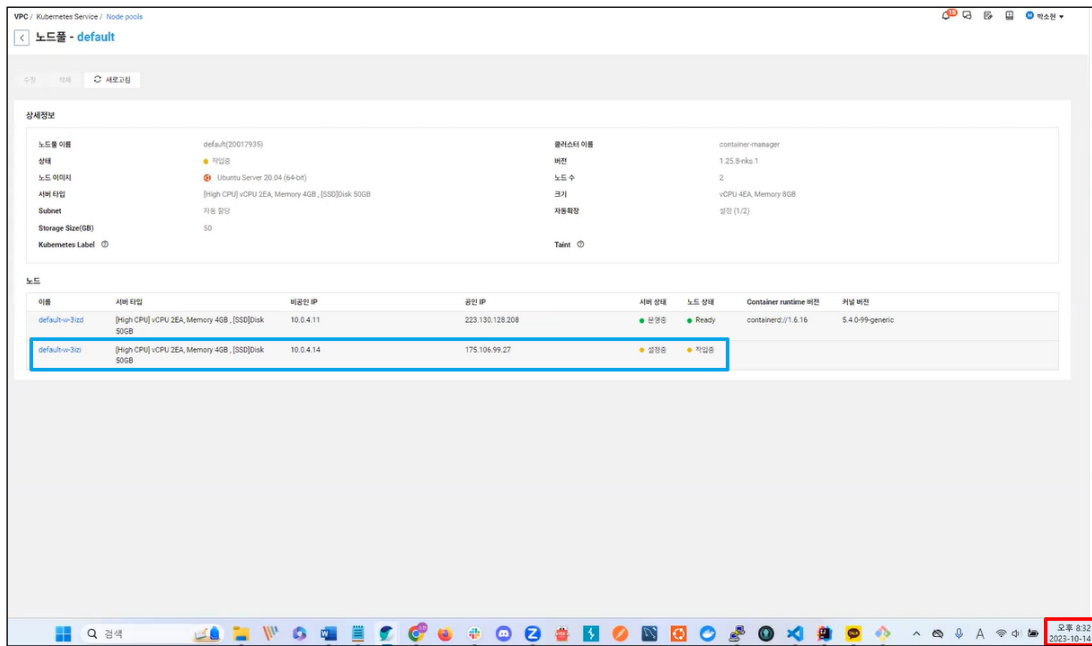 VPC / Kubernetes Service / Node pools
박소현
노드풀 - default
수정 삭제 새로고침
상세정보
노드풀 이름 default(20017935) 클러스터 이름 container-manager
상태 작업중 버전 1.25.8-nks.1
노드 이미지 Ubuntu Server 20.04 (64-bit) 노드 수 2
서버 타입 [High CPU] vCPU 2EA, Memory 4GB , [SSD]Disk 50GB 크기 vCPU 4EA, Memory 8GB
Subnet 자동 할당 자동확장 설정 (1/2)
Storage Size(GB) 50
Kubernetes Label Taint
노드
이름 서버 타입 비공인 IP 공인 IP 서버 상태 노드 상태 Container runtime 버전 커널 버전
default-w-3izd [High CPU] vCPU 2EA, Memory 4GB , [SSD]Disk 10.0.4.11 223.130.128.208 운영중 Ready containerd://1.6.16 5.4.0-99-generic
50GB
default-w-3izi [High CPU] vCPU 2EA, Memory 4GB , [SSD]Disk 10.0.4.14 175.106.99.27 설정중 작업중
50GB
검색 A 오후 8:32
2023-10-14